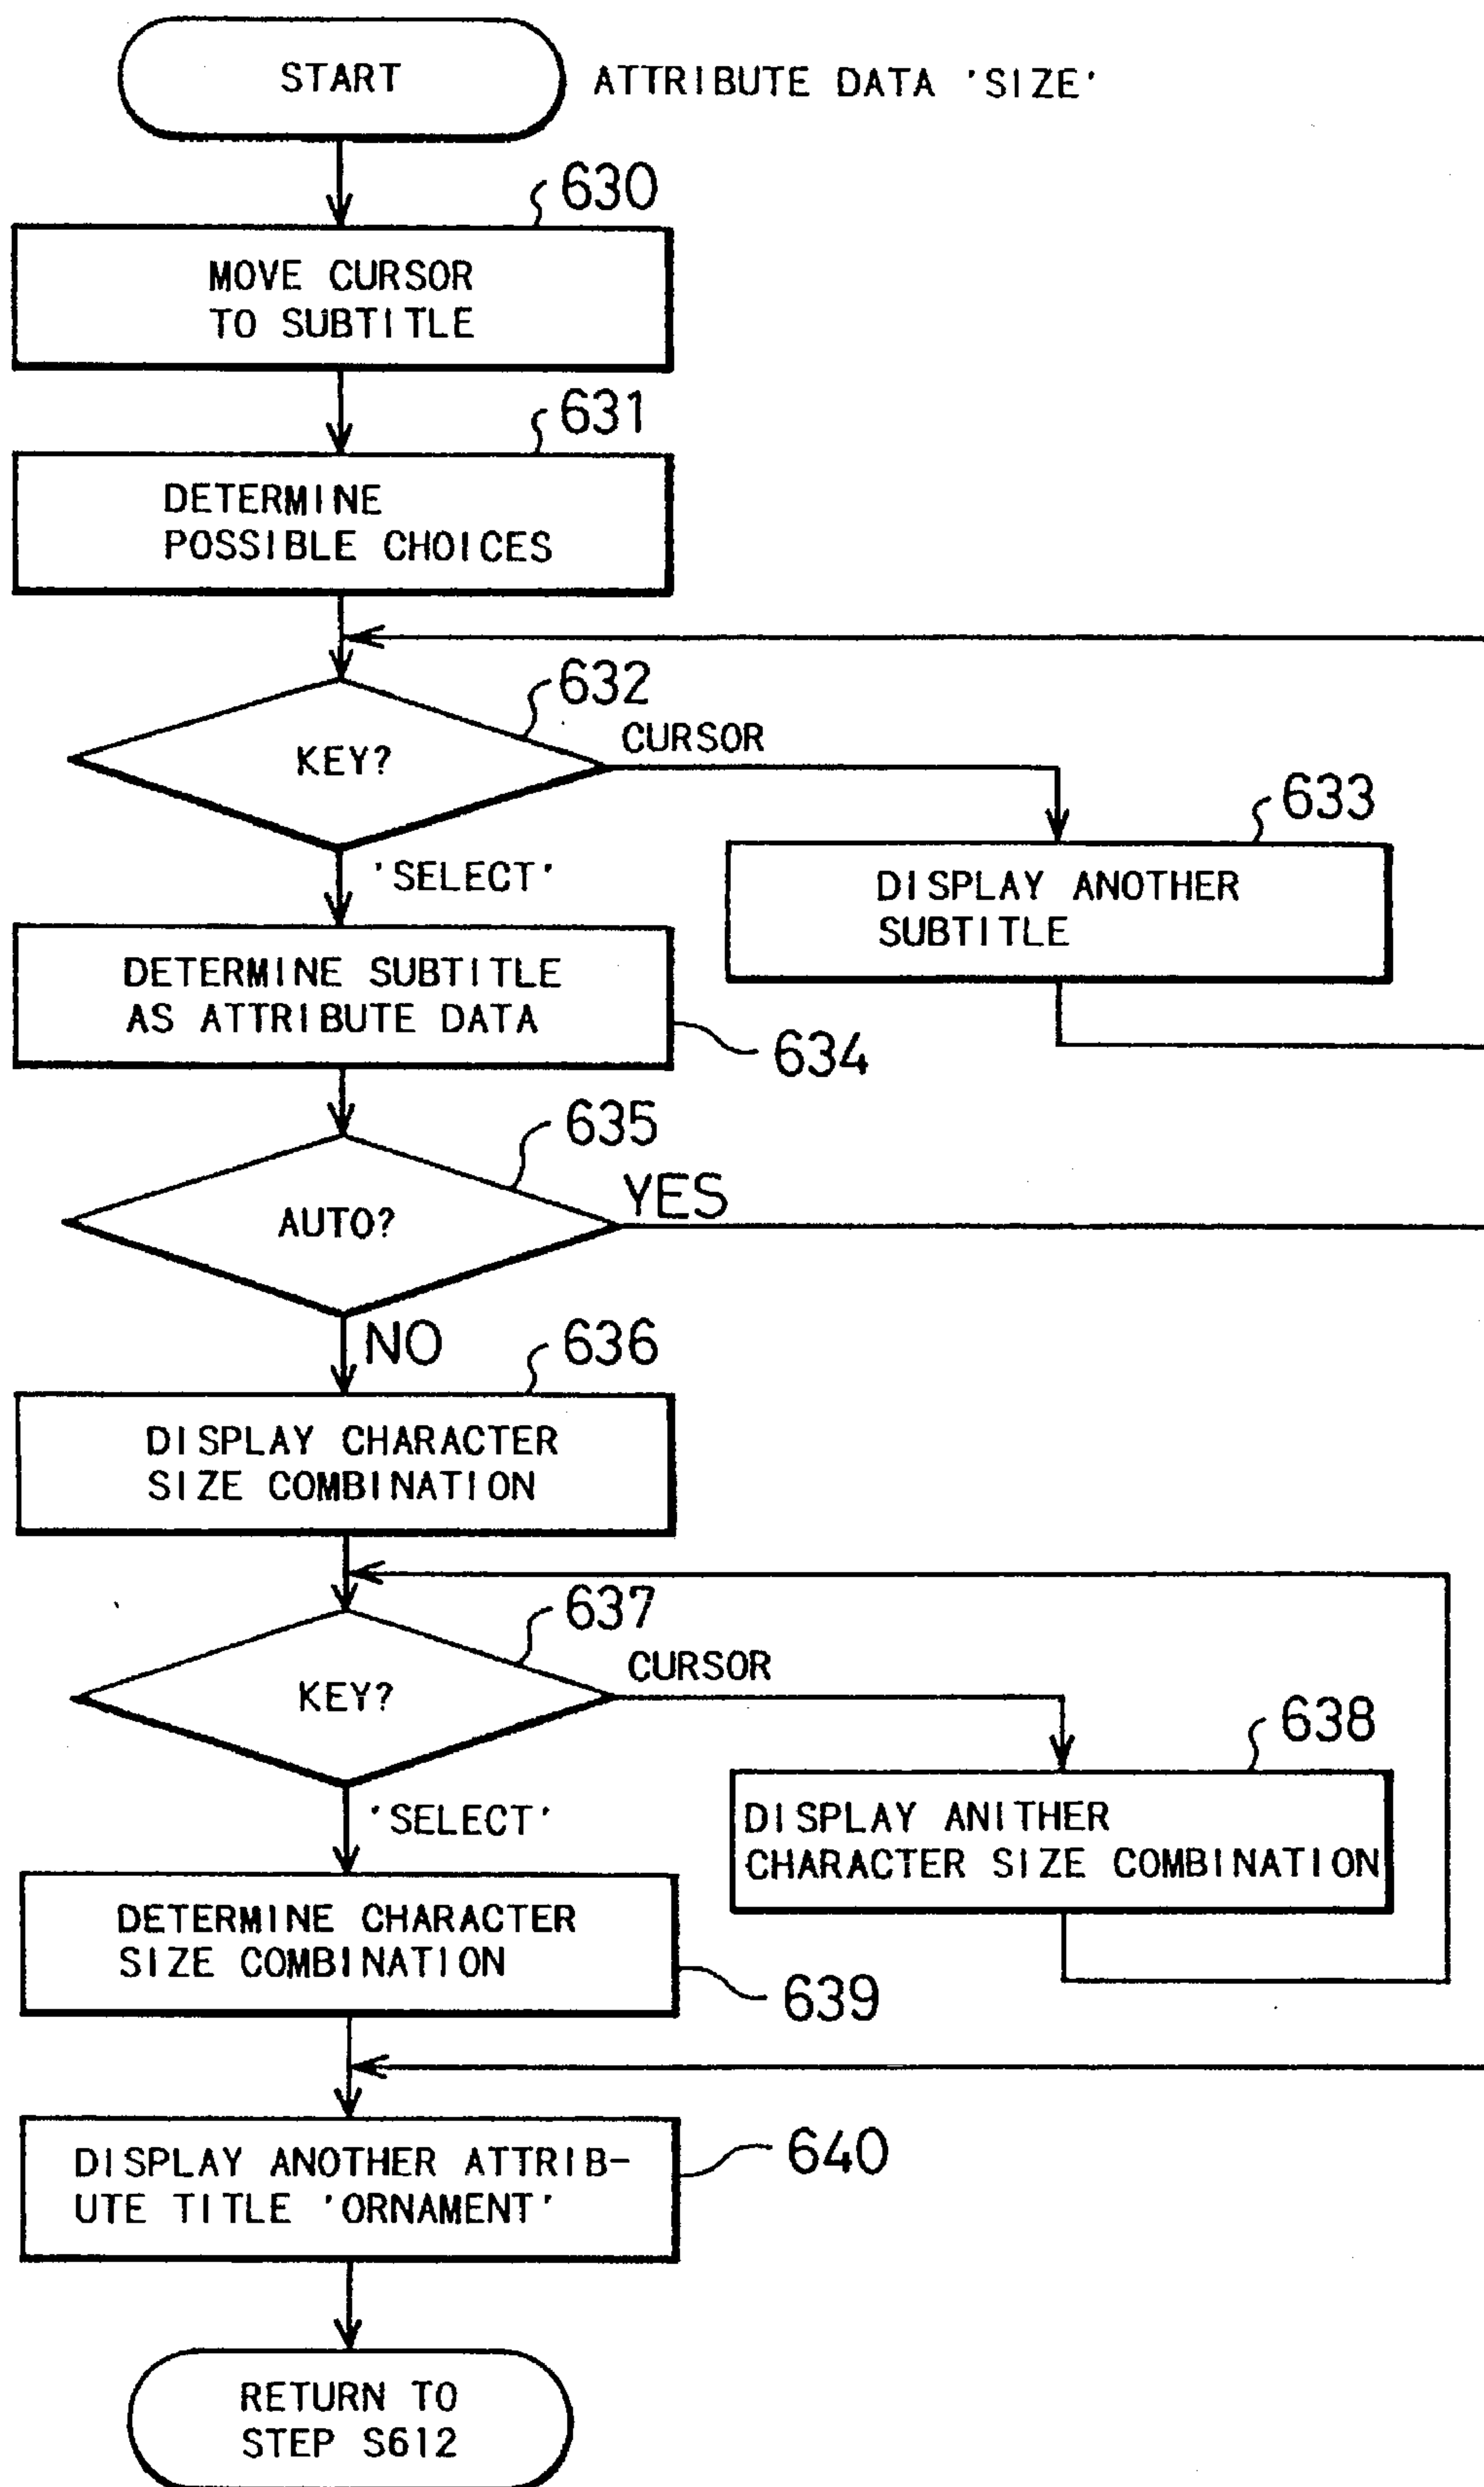 START
ATTRIBUTE DATA 'SIZE'
630
MOVE CURSOR
TO SUBTITLE
631
DETERMINE
POSSIBLE CHOICES
632
KEY?
CURSOR
633
DISPLAY ANOTHER
SUBTITLE
'SELECT'
DETERMINE SUBTITLE
AS ATTRIBUTE DATA
634
635
AUTO?
YES
NO
636
DISPLAY CHARACTER
SIZE COMBINATION
637
KEY?
CURSOR
638
DISPLAY ANITHER
CHARACTER SIZE COMBINATION
'SELECT'
DETERMINE CHARACTER
SIZE COMBINATION
639
DISPLAY ANOTHER ATTRIB-
UTE TITLE 'ORNAMENT'
640
RETURN TO
STEP S612